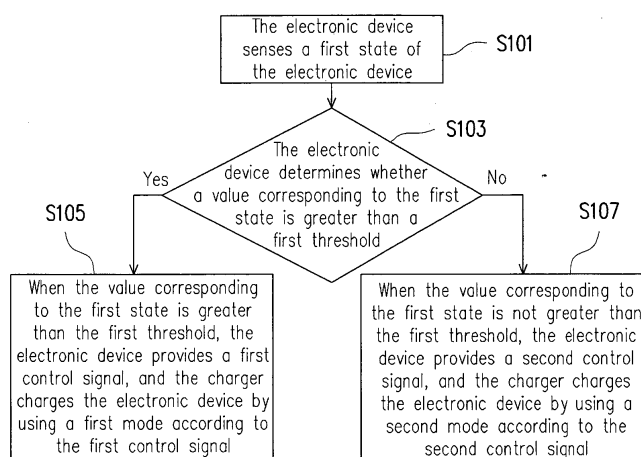 The electronic device
senses a first state of
the electronic device
S101
S103
The electronic
device determines whether
a value corresponding to the first
state is greater than a
first threshold
Yes
No
S105
When the value corresponding
to the first state is greater
than the first threshold, the
electronic device provides a first
control signal, and the charger
charges the electronic device by
using a first mode according to
the first control signal
S107
When the value corresponding to
the first state is not greater than
the first threshold, the electronic
device provides a second control
signal, and the charger charges
the electronic device by using a
second mode according to the
second control signal